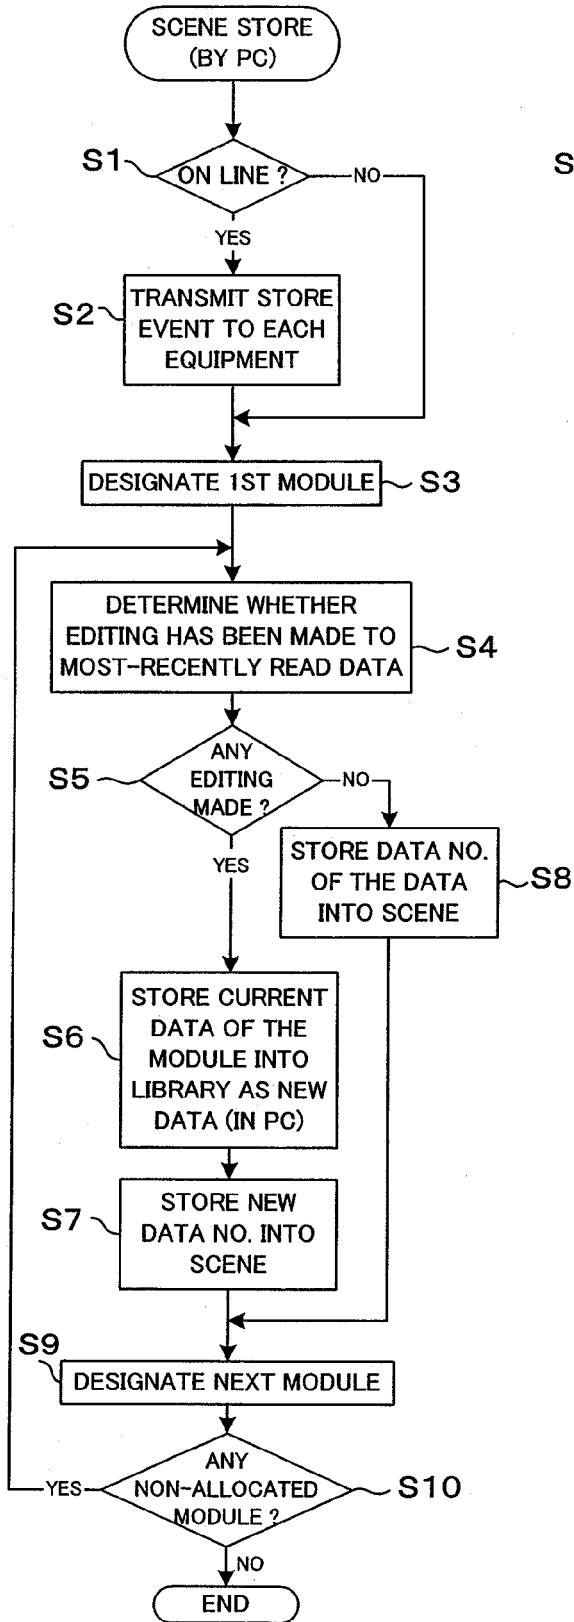 SCENE STORE
(BY PC)
S1
ON LINE ?
NO
S
YES
S2
TRANSMIT STORE
EVENT TO EACH
EQUIPMENT
DESIGNATE 1ST MODULE
S3
DETERMINE WHETHER
EDITING HAS BEEN MADE TO
MOST-RECENTLY READ DATA
S4
S5
ANY
EDITING
MADE ?
NO
YES
STORE DATA NO.
OF THE DATA
INTO SCENE
S8
S6
STORE CURRENT
DATA OF THE
MODULE INTO
LIBRARY AS NEW
DATA (IN PC)
S7
STORE NEW
DATA NO. INTO
SCENE
S9
DESIGNATE NEXT MODULE
YES
ANY
NON-ALLOCATED
MODULE ?
S10
NO
END